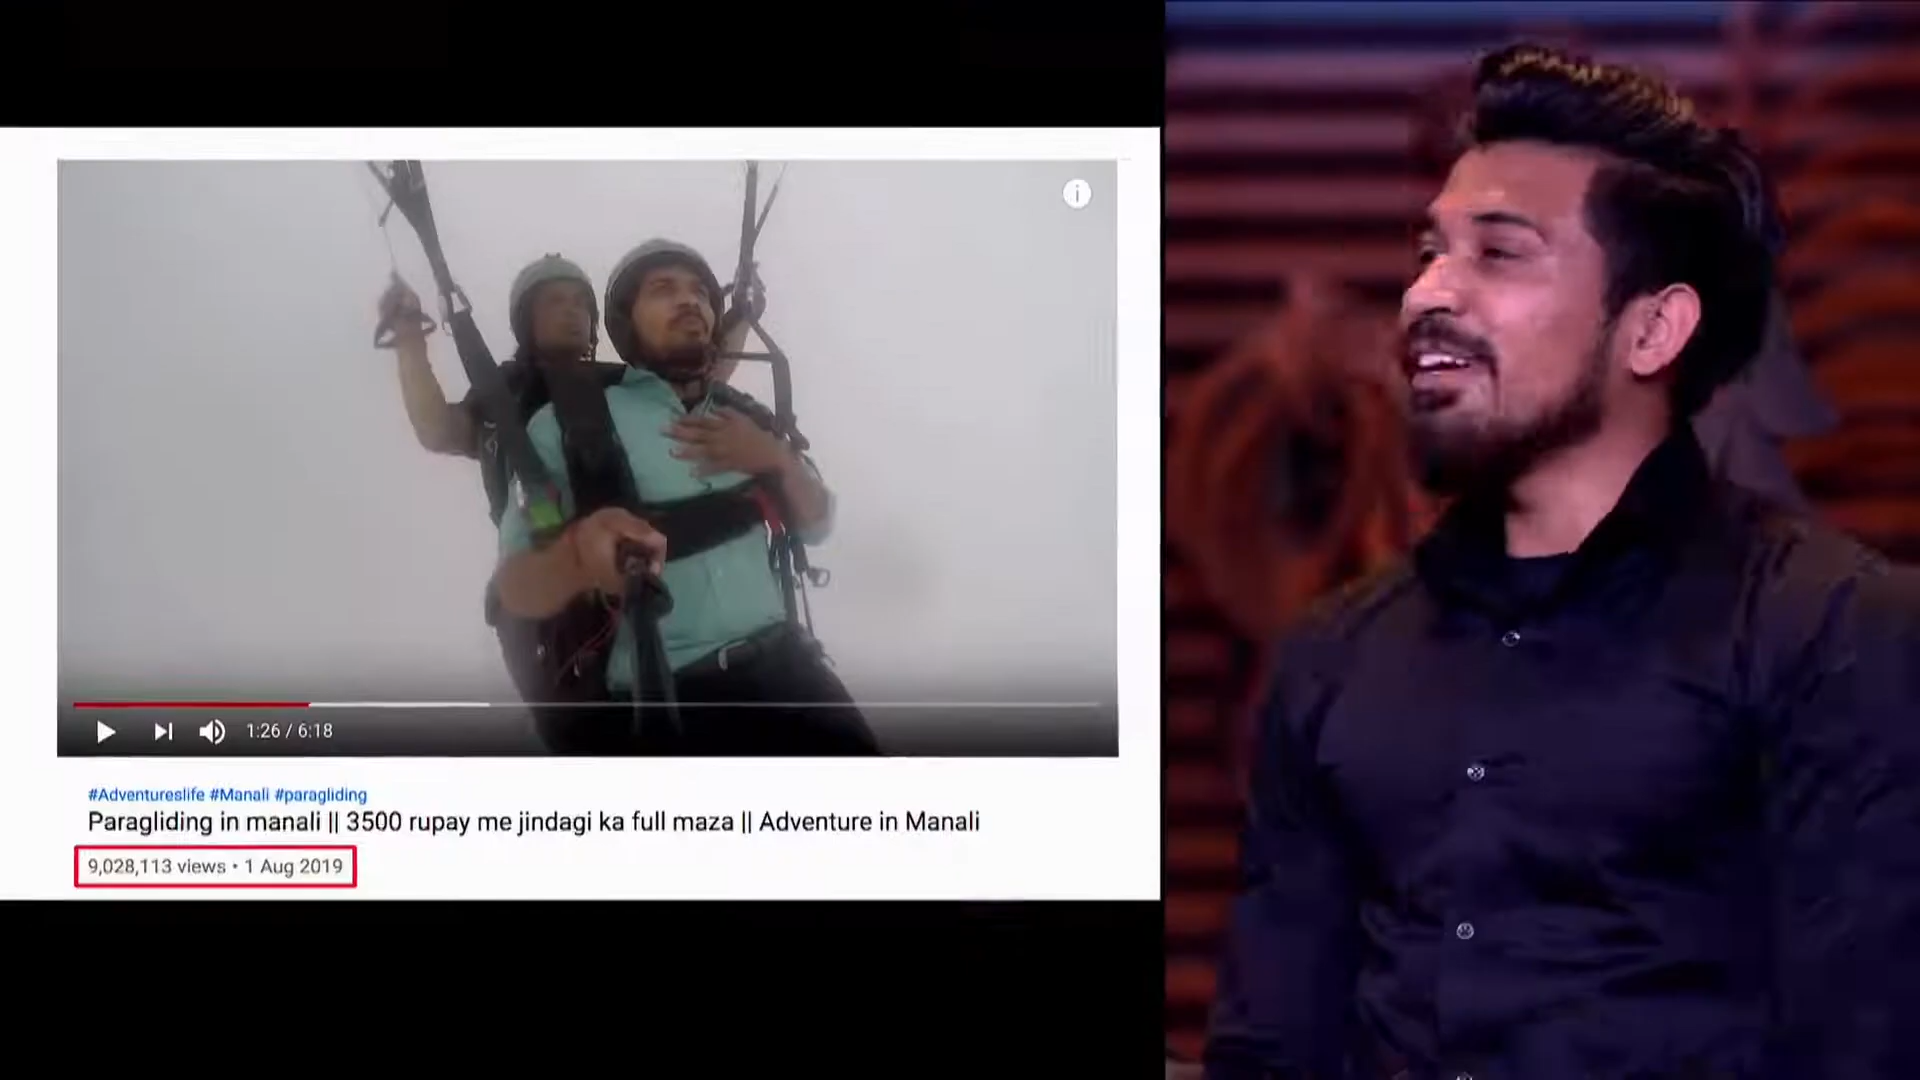 1:26 / 6:18
#Adventureslife #Manali #paragliding
Paragliding in manali || 3500 rupay me jindagi ka full maza || Adventure in Manali
9,028,113 views • 1 Aug 2019